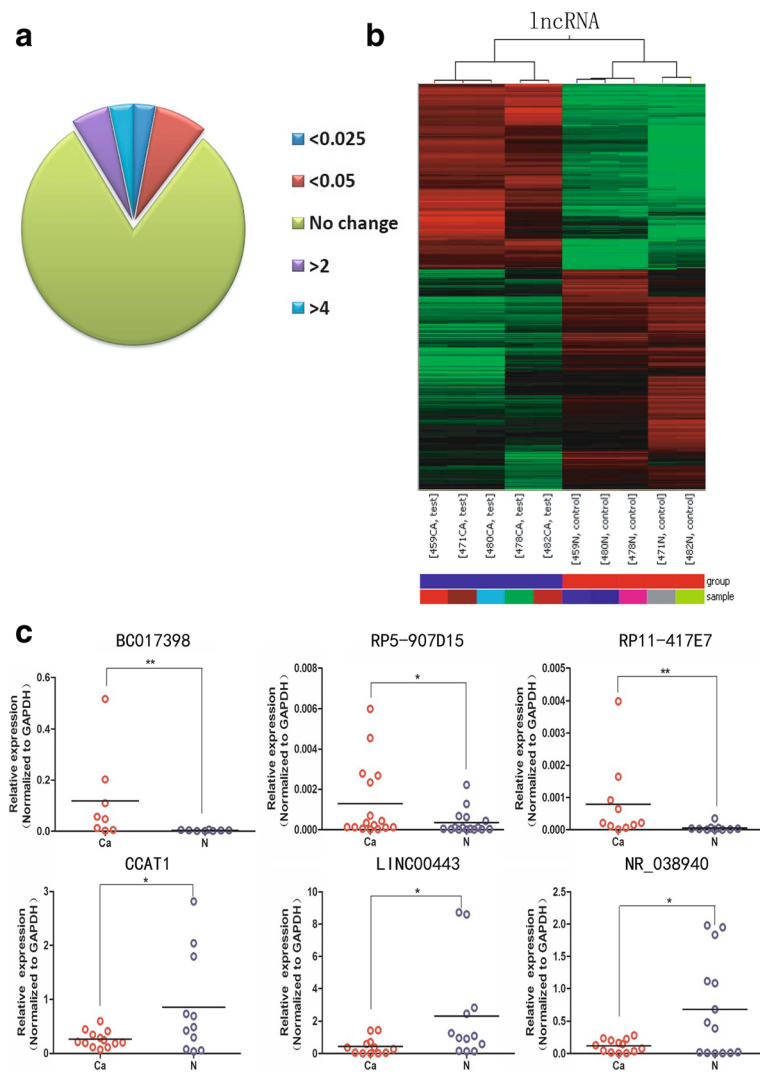 a
<0.025
<0.05
No change
>2
>4
b
lncRNA
[459CA, test]
[471CA, test]
[480CA, test]
[478CA, test]
[482CA, test]
[459N, control]
[480N, control]
[478N, control]
[471N, control]
[482N, control]
group
sample
c
BC017398
Relative expression
(Normalized to GAPDH)
0.6
0.4
0.2
0.0
**
Ca
N
RP5-907D15
Relative expression
(Normalized to GAPDH)
0.008
0.006
0.004
0.002
0.000
*
Ca
N
RP11-417E7
Relative expression
(Normalized to GAPDH)
0.005
0.004
0.003
0.002
0.001
0.000
**
Ca
N
CCAT1
Relative expression
(Normalized to GAPDH)
3
2
1
0
*
Ca
N
LINC00443
Relative expression
(Normalized to GAPDH)
10
8
6
4
2
0
*
Ca
N
NR_038940
Relative expression
(Normalized to GAPDH)
2.5
2.0
1.5
1.0
0.5
0.0
*
Ca
N